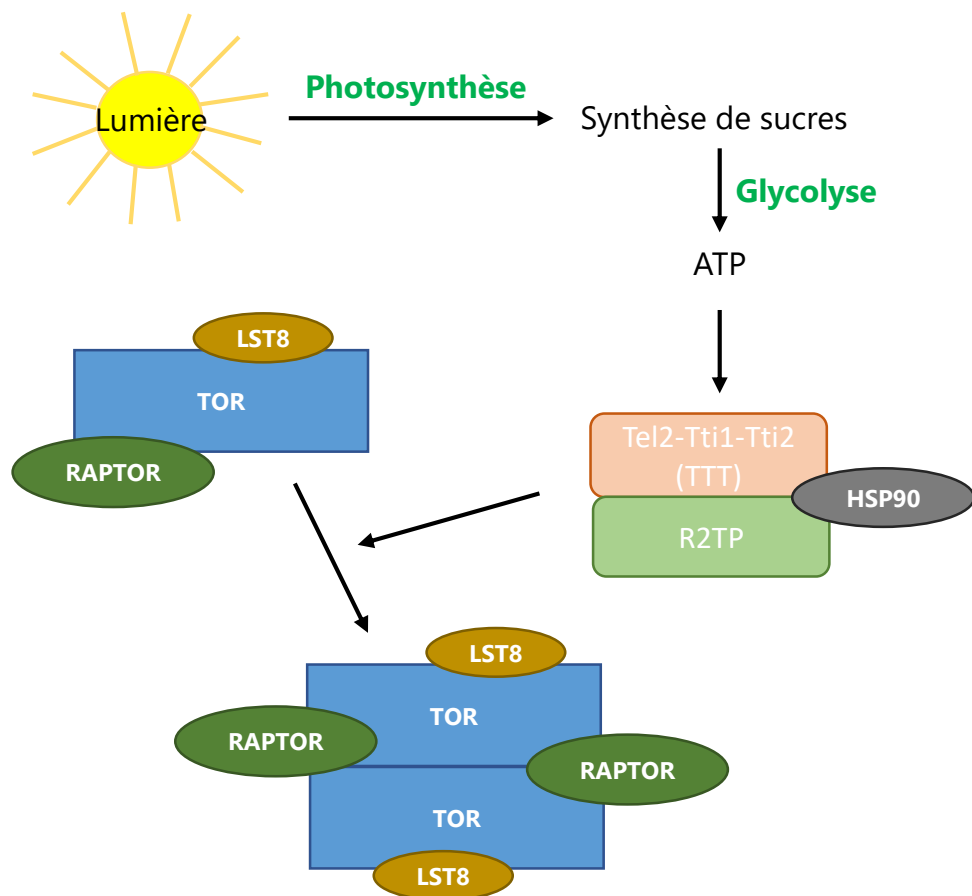 Photosynthèse
Lumière
Synthèse de sucres
Glycolyse
ATP
LST8
TOR
RAPTOR
Tel2-Tti1-Tti2
(TTT)
HSP90
R2TP
LST8
TOR
RAPTOR
RAPTOR
TOR
LST8